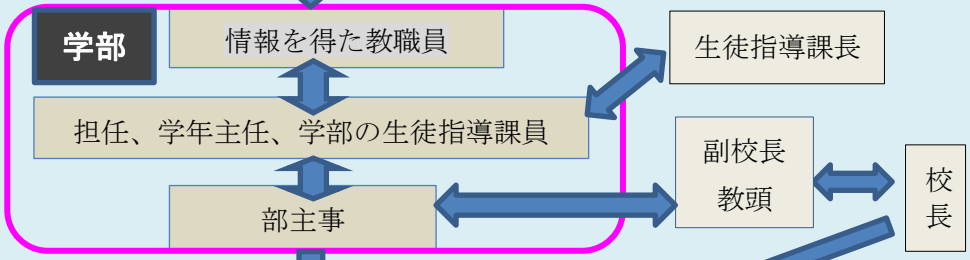 学部
情報を得た教職員
生徒指導課長
担任、学年主任、学部の生徒指導課員
副校長
教頭
校
長
部主事